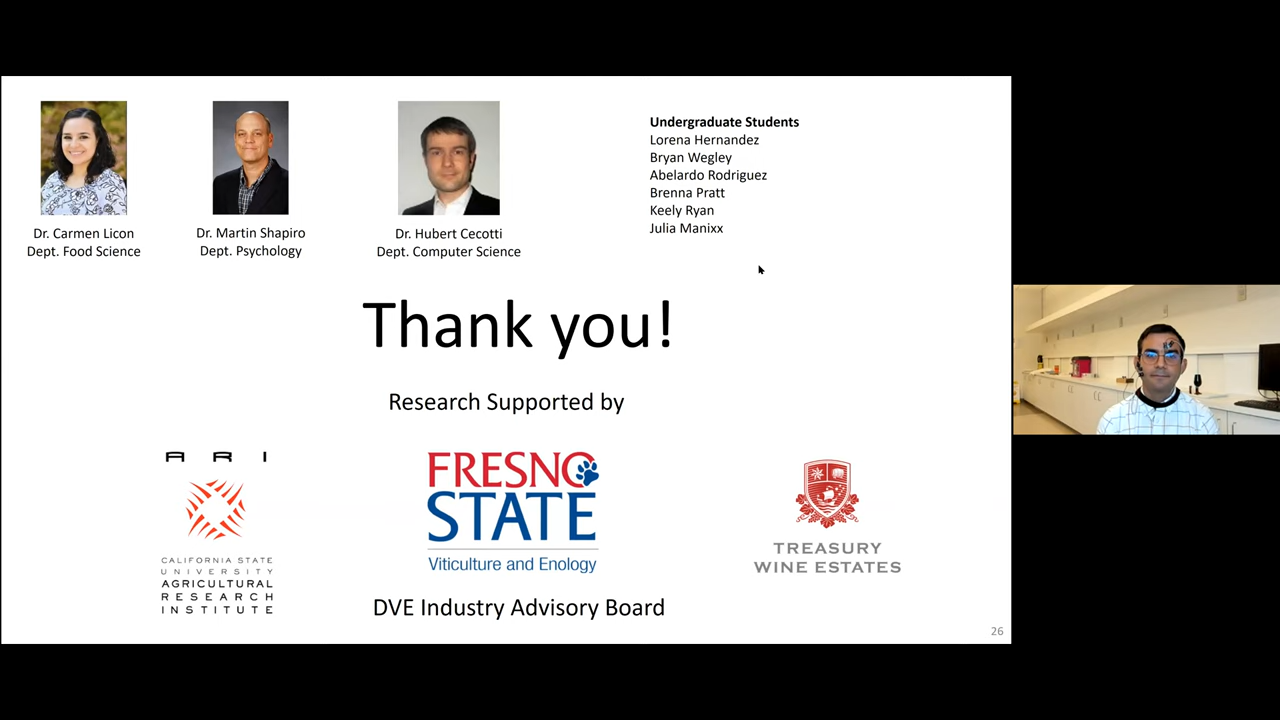 Dr. Carmen Licon
Dept. Food Science
Dr. Martin Shapiro
Dept. Psychology
Dr. Hubert Cecotti
Dept. Computer Science
Undergraduate Students
Lorena Hernandez
Bryan Wegley
Abelardo Rodriguez
Brenna Pratt
Keely Ryan
Julia Manixx
Thank you!
Research Supported by
ARI
CALIFORNIA STATE
UNIVERSITY
AGRICULTURAL
RESEARCH
INSTITUTE
FRESNO
STATE
Viticulture and Enology
TREASURY
WINE ESTATES
DVE Industry Advisory Board
26